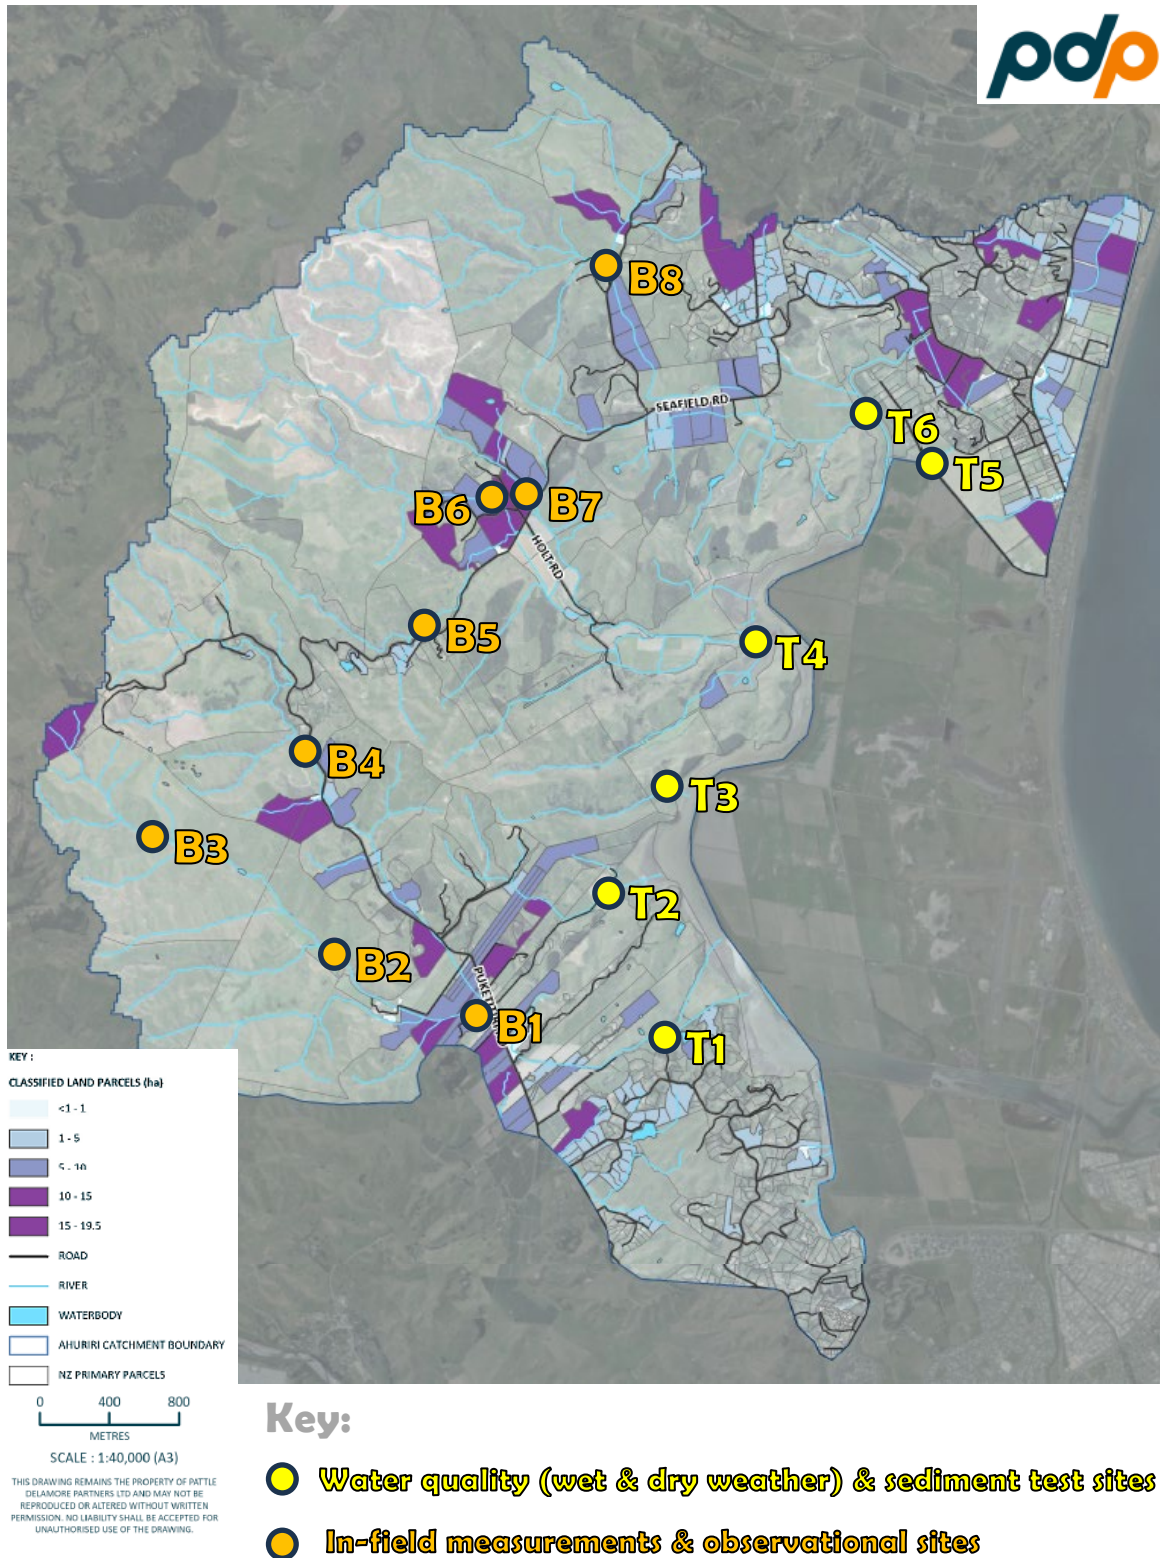 pdp
B8
SEAFIELD RD
T6
T5
B6
B7
HOLT RD
B5
T4
B4
T3
B3
T2
B2
B1
T1
KEY :
CLASSIFIED LAND PARCELS (ha)
<1 - 1
1 - 5
5 - 10
10 - 15
15 - 19.5
ROAD
RIVER
WATERBODY
AHURIRI CATCHMENT BOUNDARY
NZ PRIMARY PARCELS
0 400 800
METRES
SCALE : 1:40,000 (A3)
THIS DRAWING REMAINS THE PROPERTY OF PATTLE
DELAMORE PARTNERS LTD AND MAY NOT BE
REPRODUCED OR ALTERED WITHOUT WRITTEN
PERMISSION. NO LIABILITY SHALL BE ACCEPTED FOR
UNAUTHORISED USE OF THE DRAWING.
Key:
Water quality (wet & dry weather) & sediment test sites
In-field measurements & observational sites